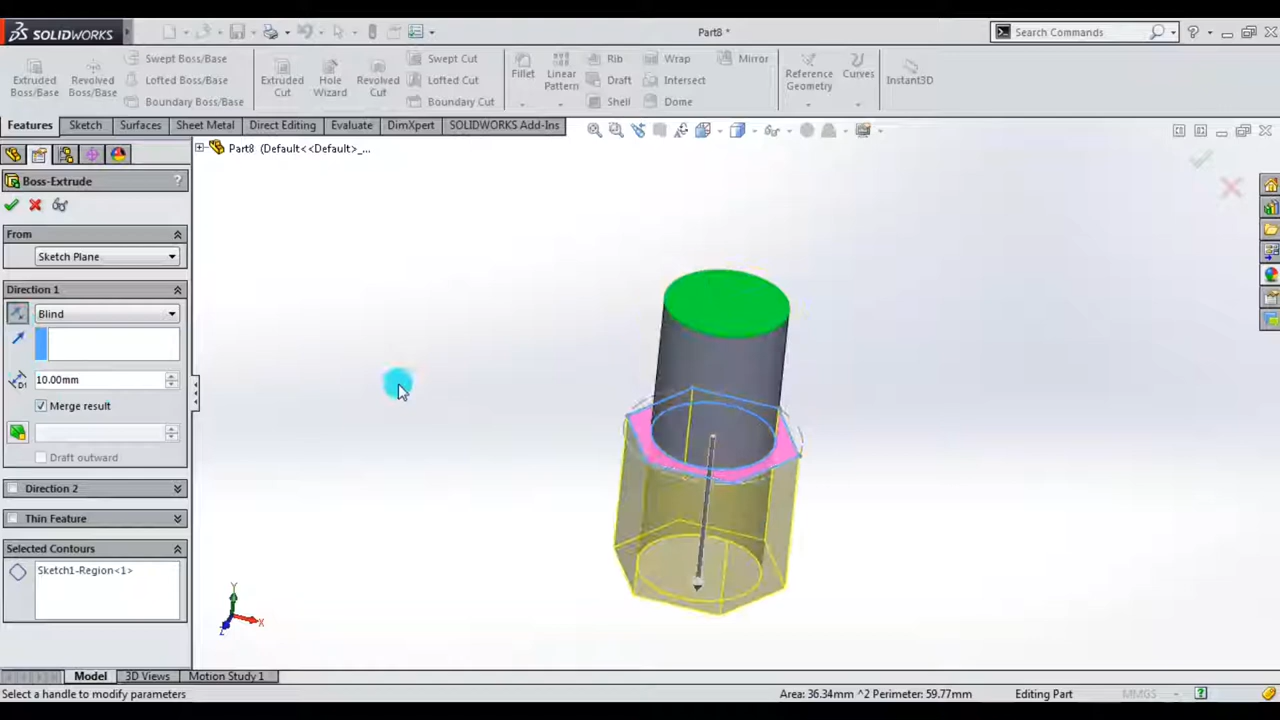 SOLIDWORKS
Part8 *
Search Commands
Extruded Boss/Base
Revolved Boss/Base
Swept Boss/Base
Lofted Boss/Base
Boundary Boss/Base
Extruded Cut
Hole Wizard
Revolved Cut
Swept Cut
Lofted Cut
Boundary Cut
Fillet
Linear Pattern
Rib
Draft
Shell
Wrap
Intersect
Dome
Mirror
Reference Geometry
Curves
Instant3D
Features Sketch Surfaces Sheet Metal Direct Editing Evaluate DimXpert SOLIDWORKS Add-Ins
Part8 (Default<<Default>_...
Boss-Extrude ?
From
Sketch Plane
Direction 1
Blind
D1
10.00mm
Merge result
Draft outward
Direction 2
Thin Feature
Selected Contours
Sketch1-Region<1>
Y
X
Z
Model 3D Views Motion Study 1
Select a handle to modify parameters Area: 36.34mm ^2 Perimeter: 59.77mm Editing Part MMGS